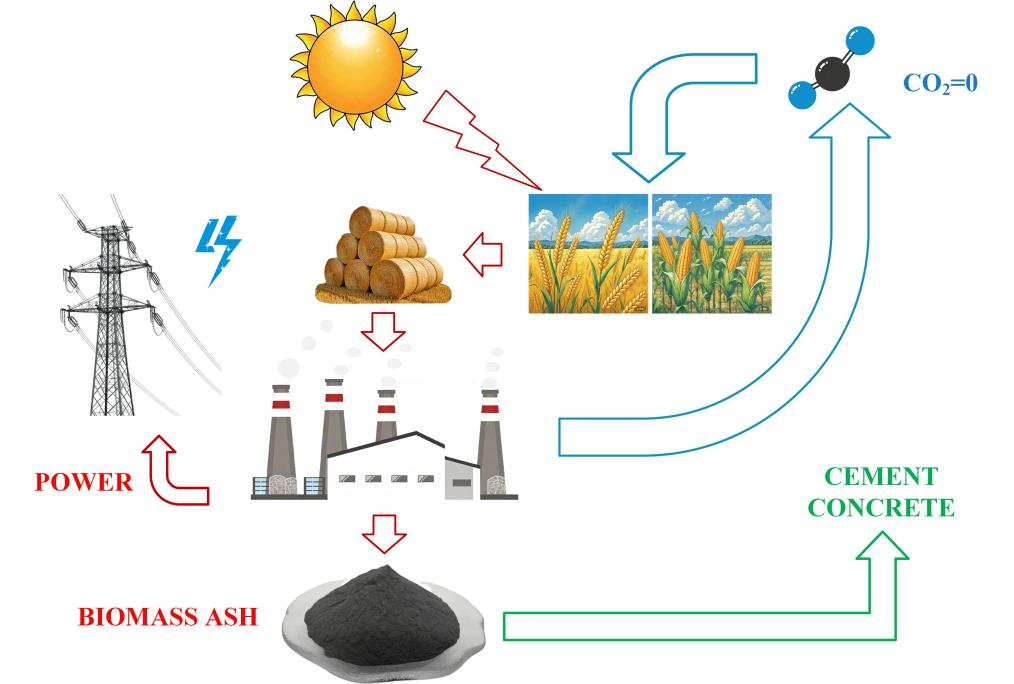 CO₂=0
POWER
CEMENT
CONCRETE
BIOMASS ASH